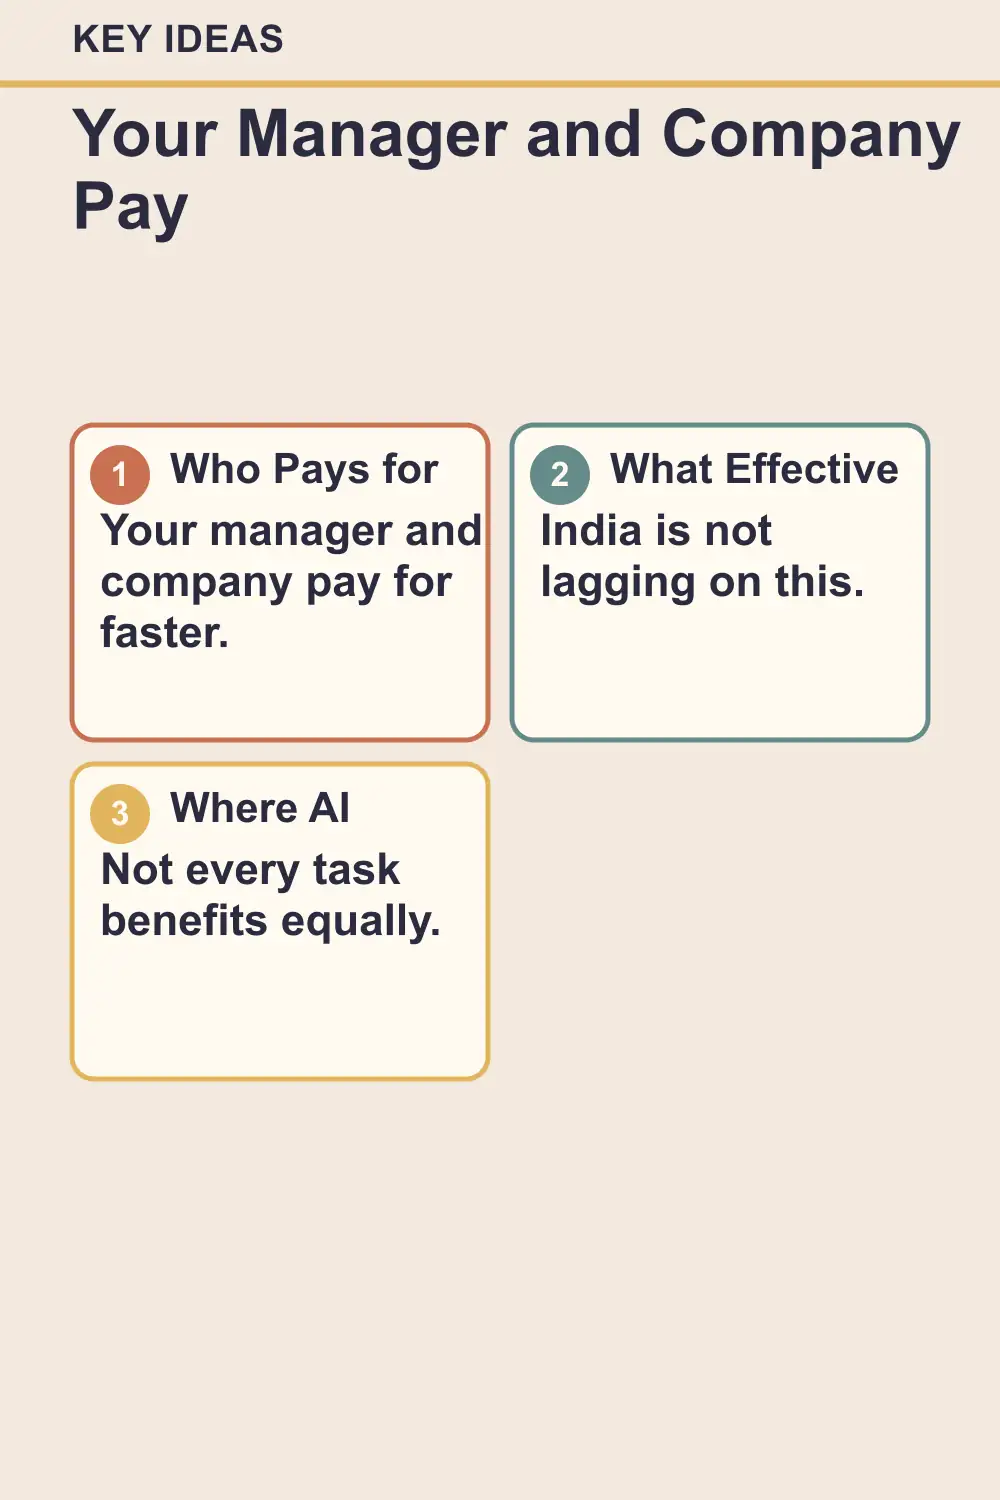 KEY IDEAS
Your Manager and Company
Pay
1 Who Pays for
Your manager and
company pay for
faster.
2 What Effective
India is not
lagging on this.
3 Where AI
Not every task
benefits equally.